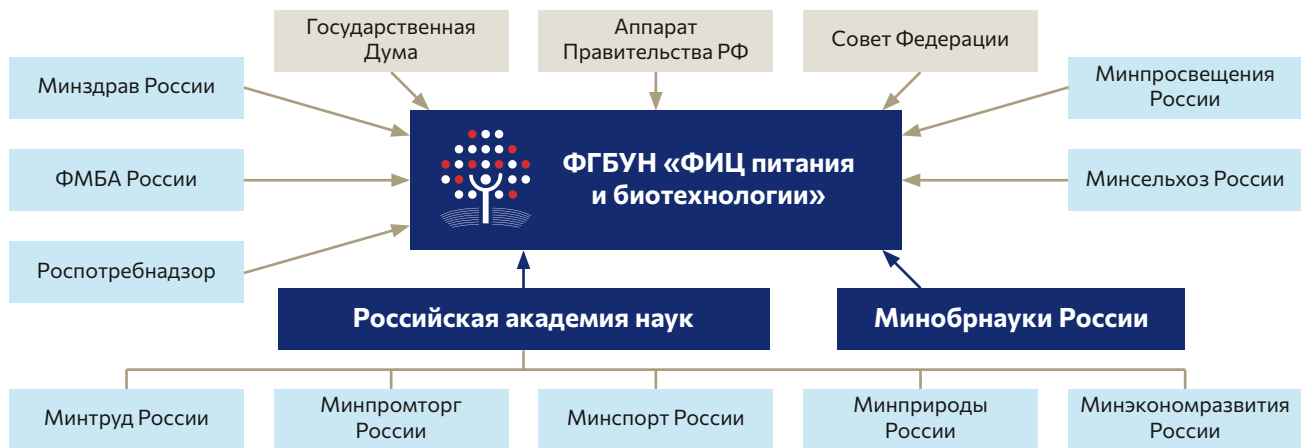 Государственная
Дума
Аппарат
Правительства РФ
Совет Федерации
Минздрав России
Минпросвещения
России
ФГБУН «ФИЦ питания
и биотехнологии»
ФМБА России
Минсельхоз России
Роспотребнадзор
Российская академия наук
Минобрнауки России
Минтруд России
Минпромторг
России
Минспорт России
Минприроды
России
Минэкономразвития
России